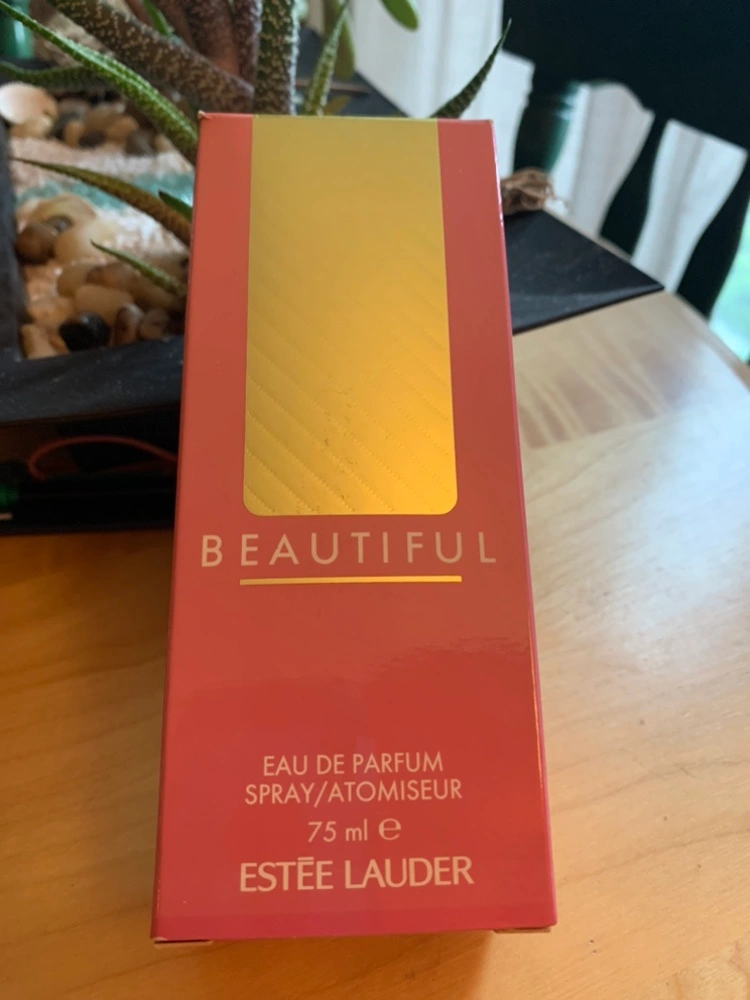 BEAUTIFUL
EAU DE PARFUM
SPRAY/ATOMISEUR
75 ml ℮
ESTĒE LAUDER